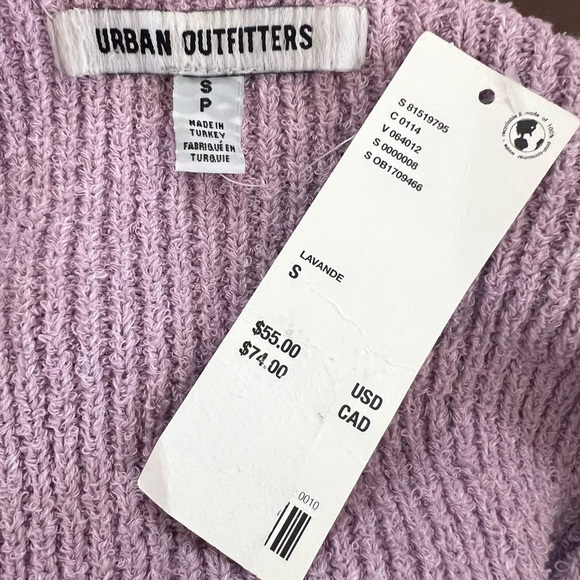 URBAN OUTFITTERS
S
P
MADE IN
TURKEY
FABRIQUÉ EN
TURQUIE
S 81519795
C 0114
V 064012
S 0000008
S OB1709466
LAVANDE
S
$55.00 USD
$74.00 CAD
0010